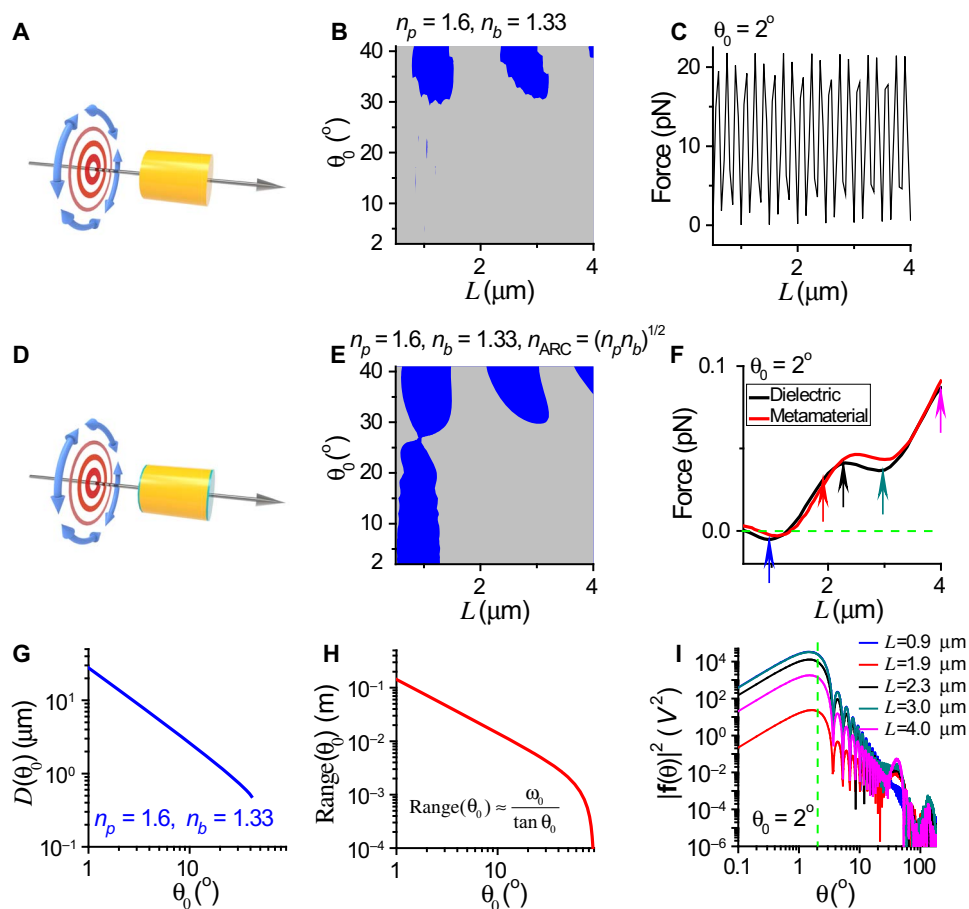 A
B
n_p = 1.6, n_b = 1.33
40
30
20
10
2
θ_0 (°)
2
4
L (μm)
C
θ_0 = 2°
20
10
0
Force (pN)
2
4
L (μm)
D
E
n_p = 1.6, n_b = 1.33, n_ARC = (n_p n_b)^1/2
40
30
20
10
2
θ_0 (°)
2
4
L (μm)
F
θ_0 = 2°
Dielectric
Metamaterial
0.1
0.0
Force (pN)
2
4
L (μm)
G
10^1
10^0
10^-1
D(θ_0) (μm)
n_p = 1.6, n_b = 1.33
1
10
θ_0 (°)
H
10^-1
10^-2
10^-3
10^-4
Range(θ_0) (m)
Range(θ_0) ≈ ω_0 / tan θ_0
1
10
θ_0 (°)
I
L=0.9 μm
L=1.9 μm
L=2.3 μm
L=3.0 μm
L=4.0 μm
10^4
10^2
10^0
10^-2
10^-4
10^-6
|f(θ)|^2 (V^2)
θ_0 = 2°
0.1
1
10
100
θ (°)